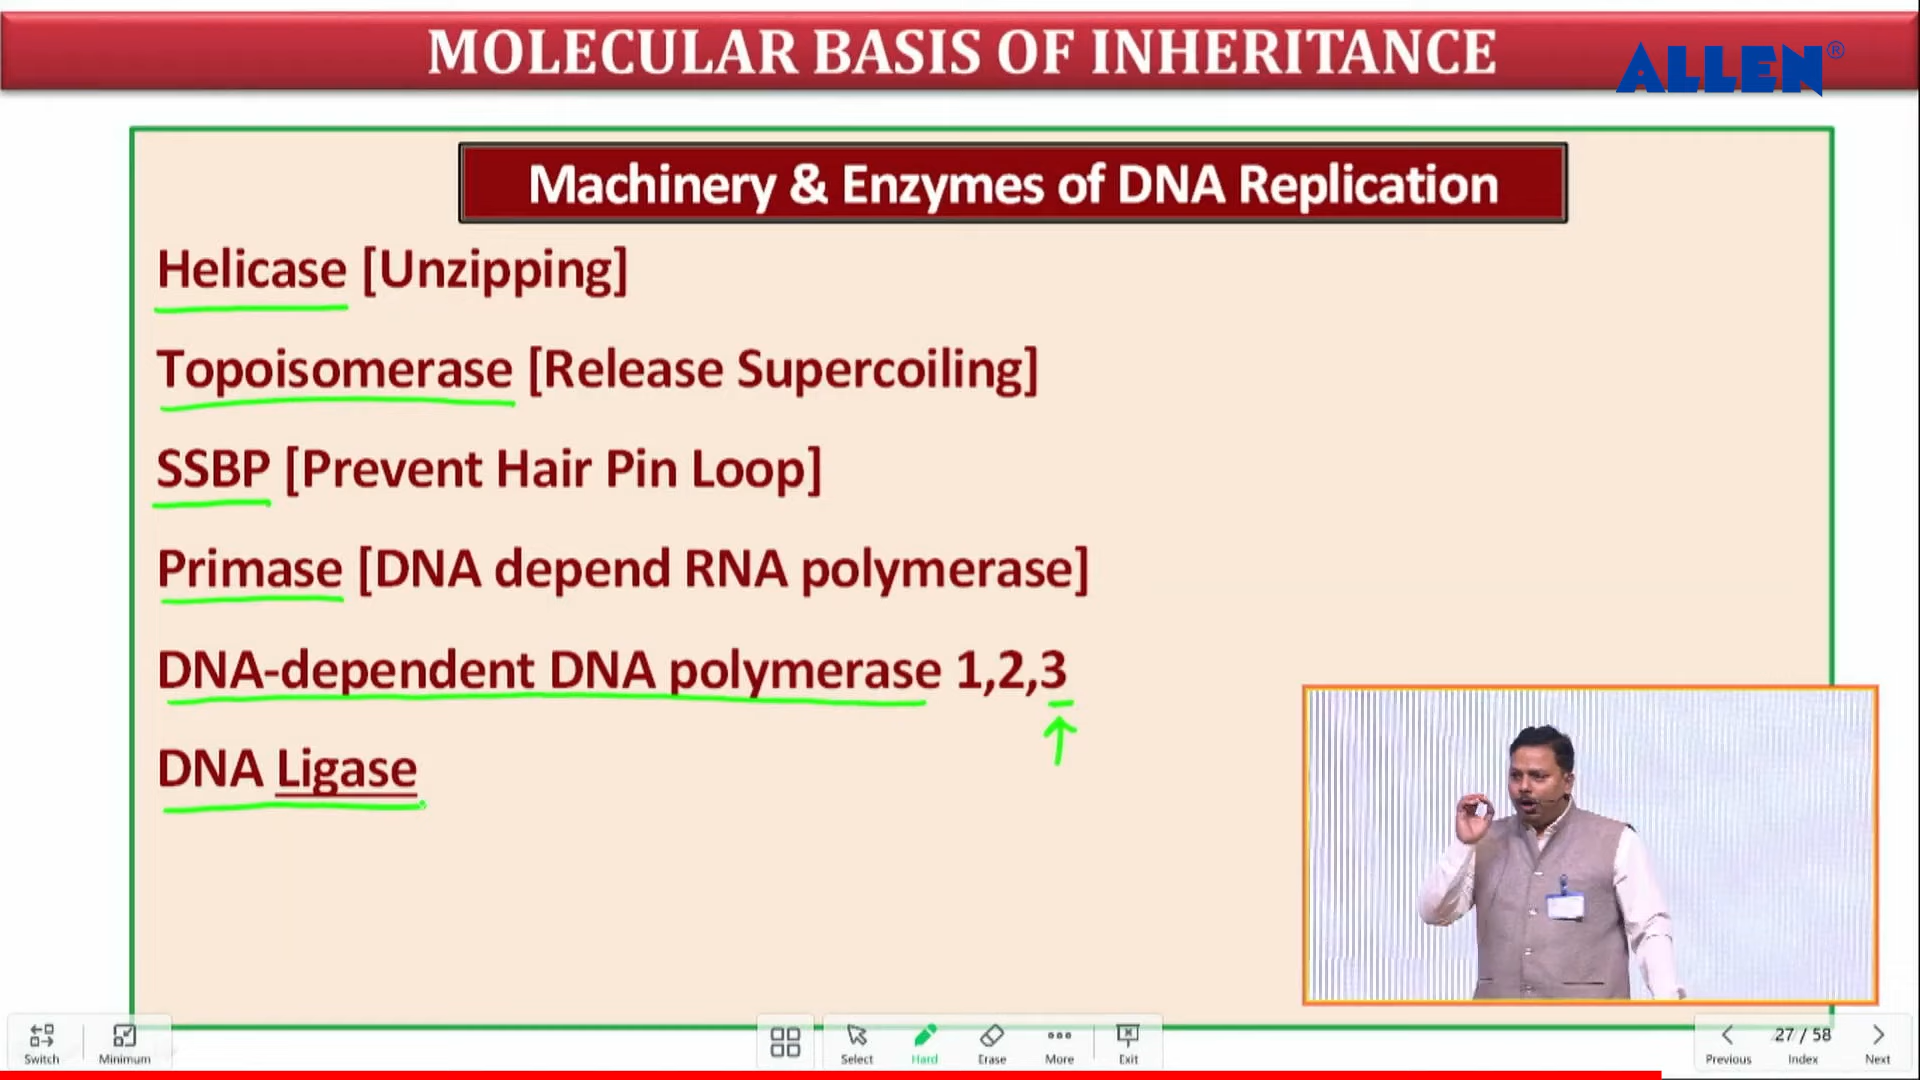 MOLECULAR BASIS OF INHERITANCE
ALLEN®
Machinery & Enzymes of DNA Replication
Helicase [Unzipping]
Topoisomerase [Release Supercoiling]
SSBP [Prevent Hair Pin Loop]
Primase [DNA depend RNA polymerase]
DNA-dependent DNA polymerase 1,2,3
DNA Ligase
Switch
Minimum
Select
Hard
Erase
More
Exit
Previous
27 / 58
Index
Next